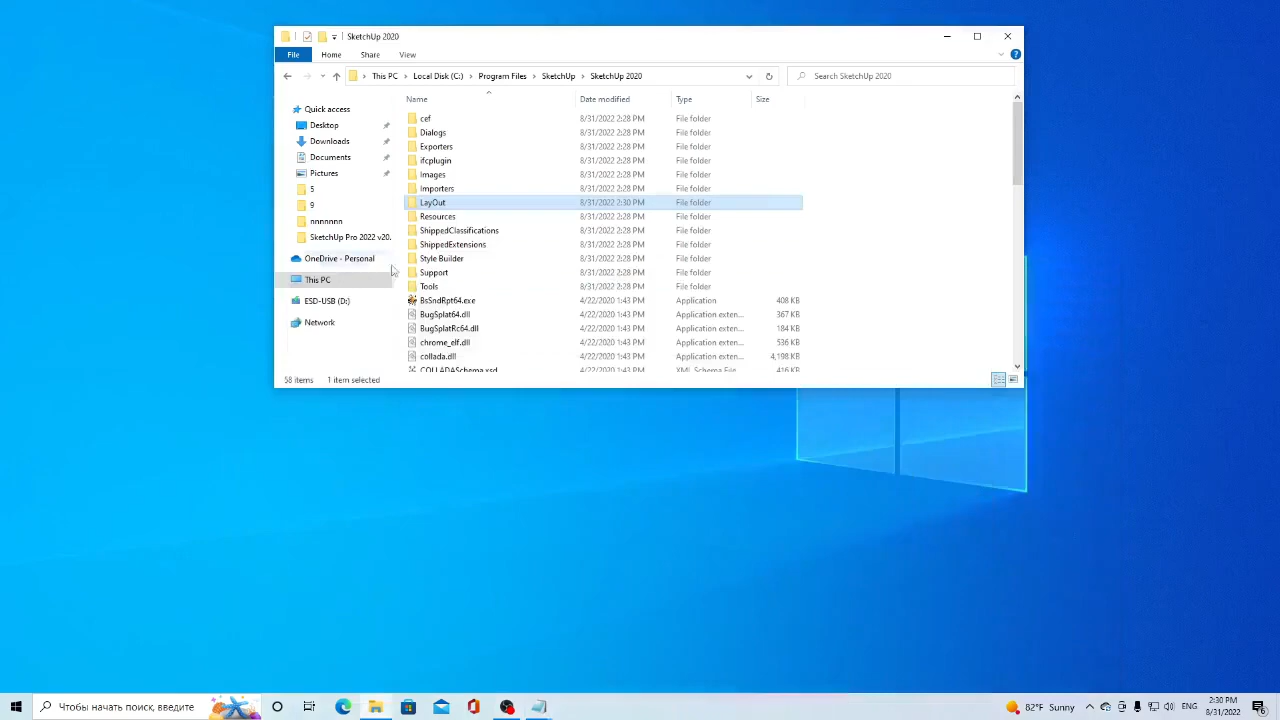 SketchUp 2020
File Home Share View
This PC Local Disk (C:) Program Files SketchUp SketchUp 2020 Search SketchUp 2020
Name Date modified Type Size
Quick access
Desktop
Downloads
Documents
Pictures
5
9
nnnnnnn
SketchUp Pro 2022 v20.
OneDrive - Personal
This PC
ESD-USB (D:)
Network
cef 8/31/2022 2:28 PM File folder
Dialogs 8/31/2022 2:28 PM File folder
Exporters 8/31/2022 2:28 PM File folder
ifcplugin 8/31/2022 2:28 PM File folder
Images 8/31/2022 2:28 PM File folder
Importers 8/31/2022 2:28 PM File folder
LayOut 8/31/2022 2:30 PM File folder
Resources 8/31/2022 2:28 PM File folder
ShippedClassifications 8/31/2022 2:28 PM File folder
ShippedExtensions 8/31/2022 2:28 PM File folder
Style Builder 8/31/2022 2:28 PM File folder
Support 8/31/2022 2:28 PM File folder
Tools 8/31/2022 2:28 PM File folder
BsSndRpt64.exe 4/22/2020 1:43 PM Application 408 KB
BugSplat64.dll 4/22/2020 1:43 PM Application exten... 367 KB
BugSplatRc64.dll 4/22/2020 1:43 PM Application exten... 184 KB
chrome_elf.dll 4/22/2020 1:43 PM Application exten... 536 KB
collada.dll 4/22/2020 1:43 PM Application exten... 4,198 KB
COLLADASchema.xsd 4/22/2020 1:43 PM XML Schema File 416 KB
58 items 1 item selected
Чтобы начать поиск, введите
82°F Sunny
2:30 PM
8/31/2022
6